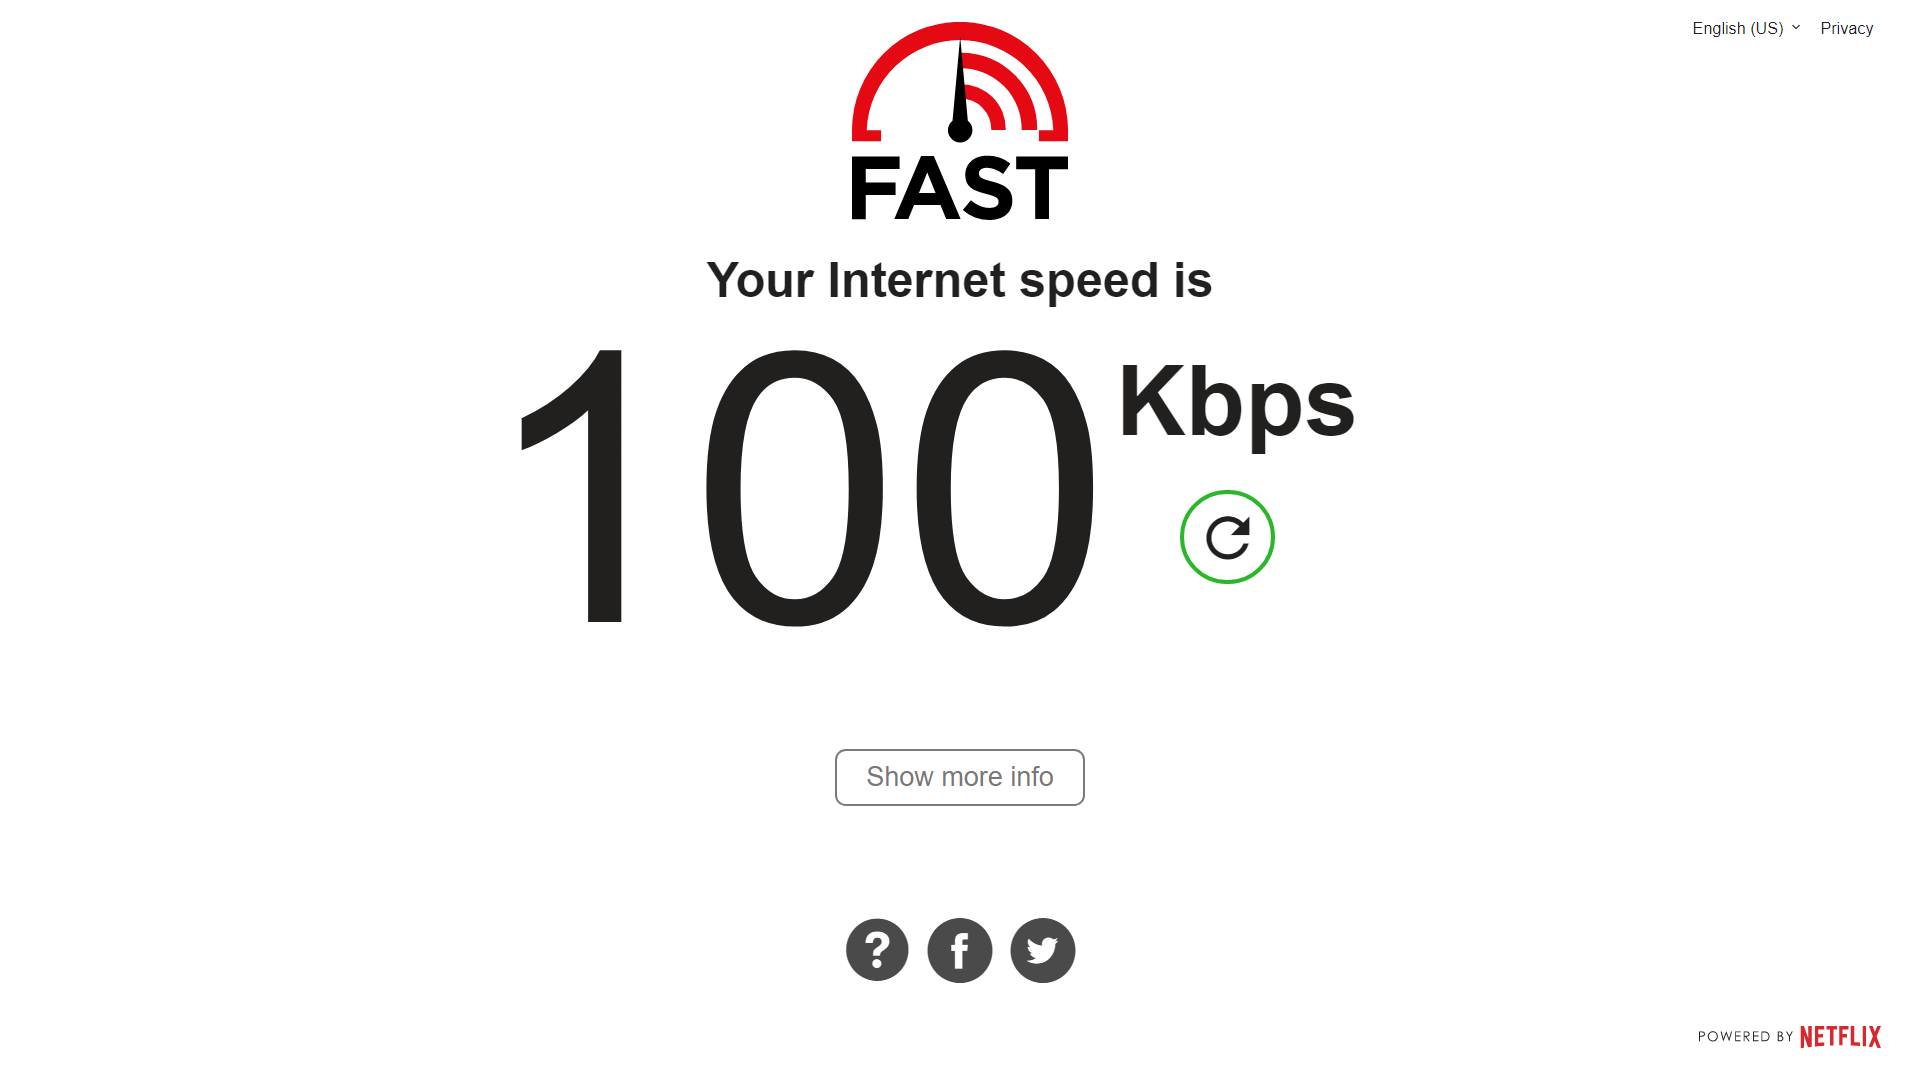 English (US) Privacy
FAST
Your Internet speed is
100 Kbps
Show more info
?
f
POWERED BY NETFLIX